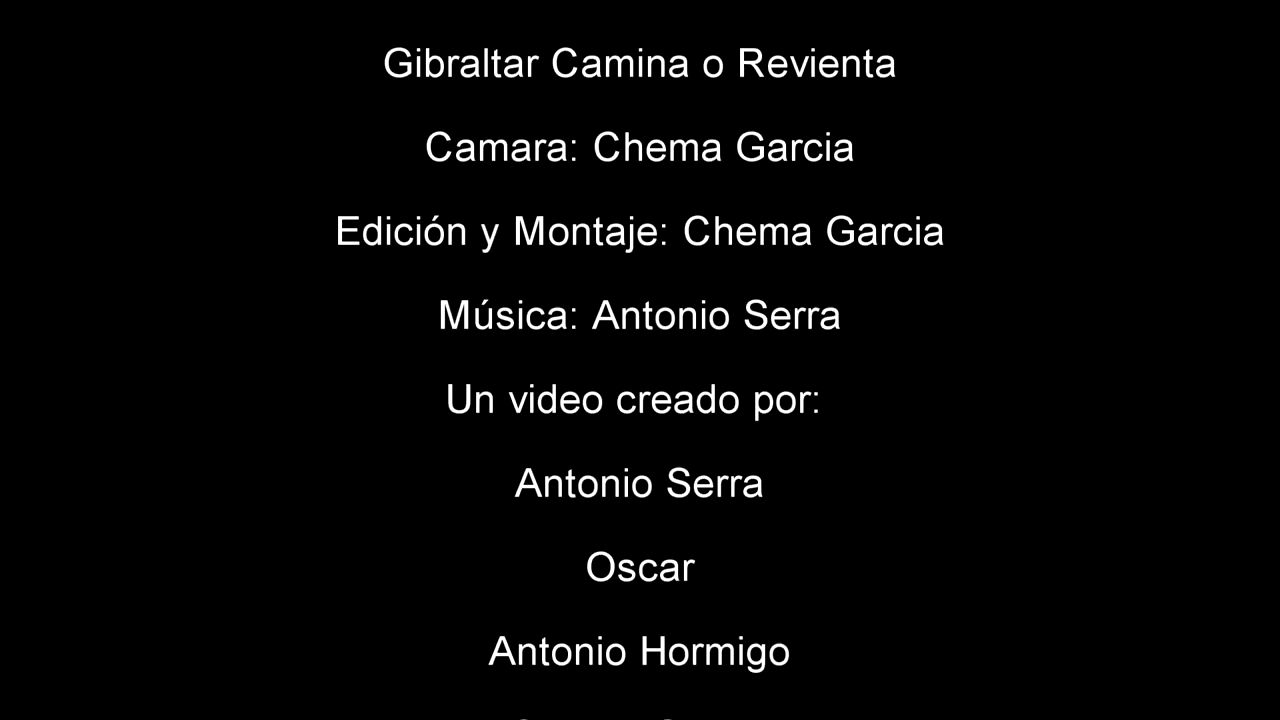 Gibraltar Camina o Revienta
Camara: Chema Garcia
Edición y Montaje: Chema Garcia
Música: Antonio Serra
Un video creado por:
Antonio Serra
Oscar
Antonio Hormigo